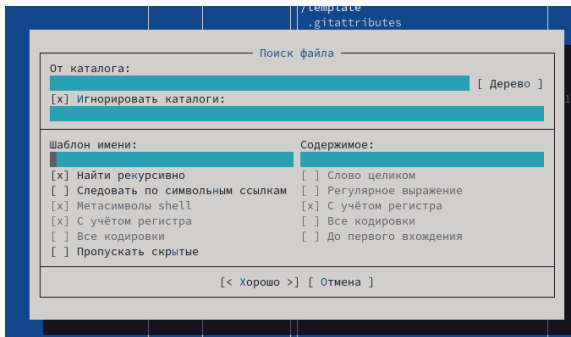 /template
.gitattributes
Поиск файла
От каталога:
[ Дерево ]
[x] Игнорировать каталоги:
Шаблон имени:
Содержимое:
[x] Найти рекурсивно
[ ] Следовать по символьным ссылкам
[x] Метасимволы shell
[x] С учётом регистра
[ ] Все кодировки
[ ] Пропускать скрытые
[ ] Слово целиком
[ ] Регулярное выражение
[x] С учётом регистра
[ ] Все кодировки
[ ] До первого вхождения
[< Хорошо >] [ Отмена ]